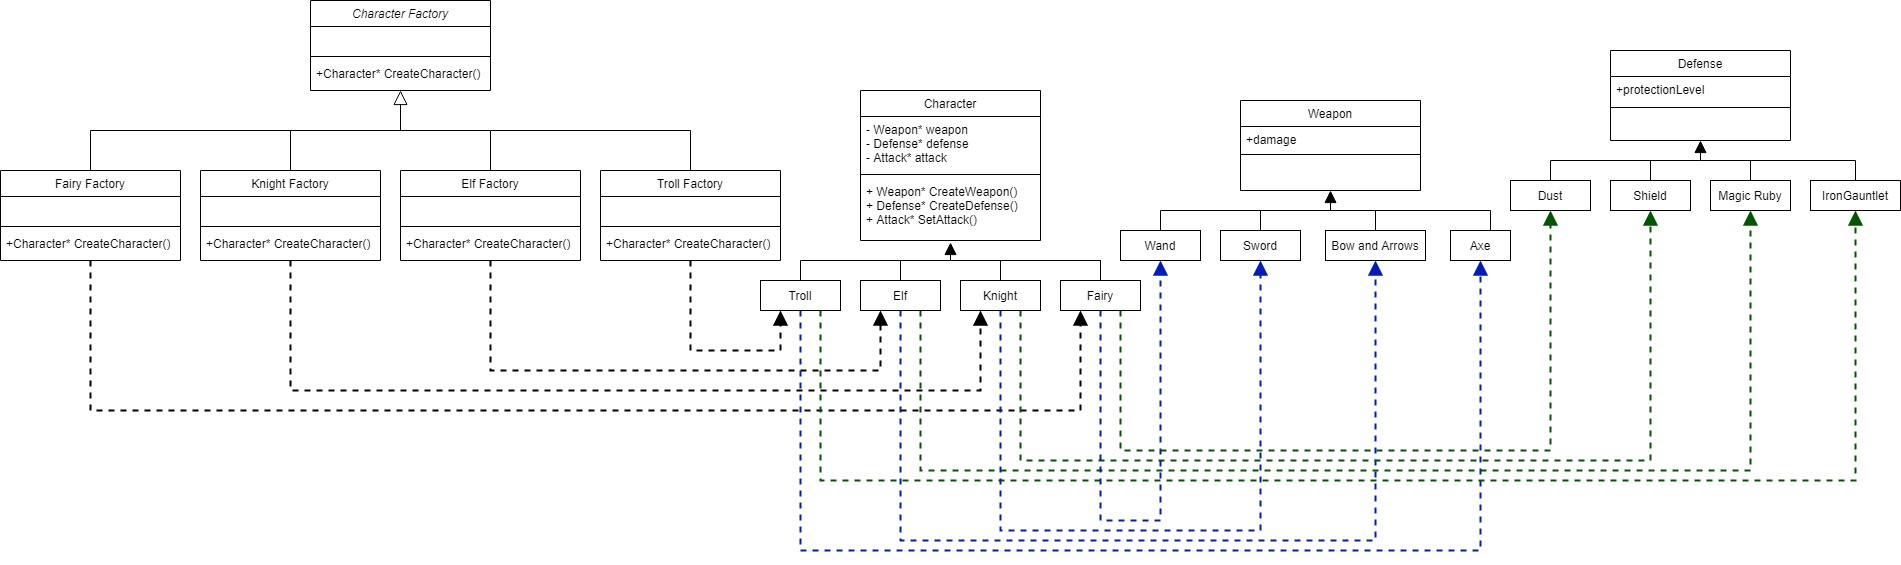 Character Factory
+Character* CreateCharacter()
Fairy Factory
+Character* CreateCharacter()
Knight Factory
+Character* CreateCharacter()
Elf Factory
+Character* CreateCharacter()
Troll Factory
+Character* CreateCharacter()
Character
- Weapon* weapon
- Defense* defense
- Attack* attack
+ Weapon* CreateWeapon()
+ Defense* CreateDefense()
+ Attack* SetAttack()
Troll
Elf
Knight
Fairy
Weapon
+damage
Wand
Sword
Bow and Arrows
Axe
Defense
+protectionLevel
Dust
Shield
Magic Ruby
IronGauntlet